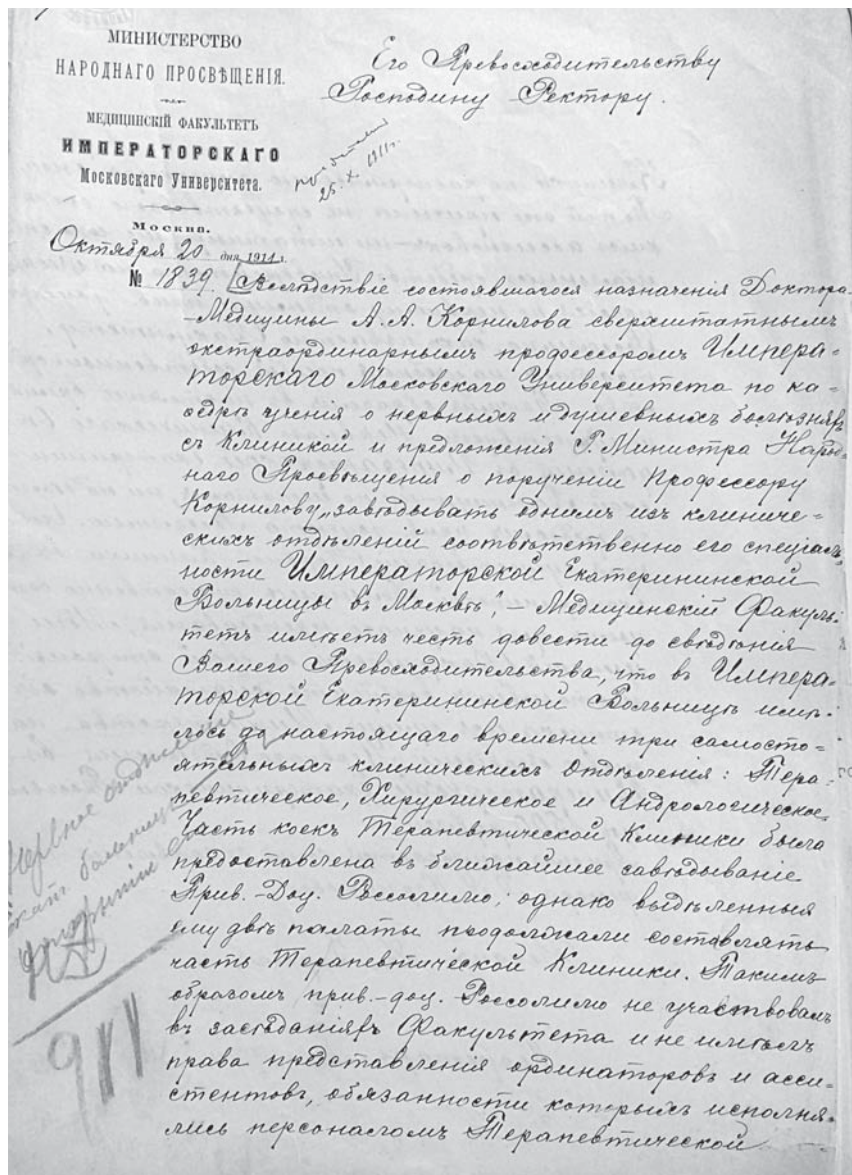 МИНИСТЕРСТВО
НАРОДНАГО ПРОСВѢЩЕНІЯ.
МЕДИЦИНСКІЙ ФАКУЛЬТЕТЪ
ИМПЕРАТОРСКАГО
Московскаго Университета.
Москва.
Октября 20 дня 1911 г.
№ 1839.
Его Превосходительству
Господину Ректору.
25.X.1911 г.
Вслѣдствіе состоявшагося назначенія Доктора
Медицины А.А. Корнилова сверхштатнымъ
экстраординарнымъ профессоромъ Импера-
торскаго Московскаго Университета по ка-
ѳедрѣ ученія о нервныхъ и душевныхъ болѣзняхъ
съ Клиникой и предложенія Г. Министра Народ-
наго Просвѣщенія о порученіи Профессору
Корнилову „завѣдывать однимъ изъ клиниче-
скихъ отдѣленій соотвѣтственно его спеціаль-
ности Императорской Екатерининской
Больницы въ Москвѣ", – Медицинскій Факуль-
тетъ имѣетъ честь довести до свѣдѣнія
Вашего Превосходительства, что въ Импера-
торской Екатерининской Больницѣ имѣ-
лось до настоящаго времени три самосто-
ятельныхъ клиническихъ отдѣленія: Тера-
певтическое, Хирургическое и Андрологическое.
Часть коекъ Терапевтической Клиники была
предоставлена въ ближайшее завѣдываніе
Прив.-Доц. Россолимо; однако выдѣленныя
ему двѣ палаты продолжали составлять
часть Терапевтической Клиники. Такимъ
образомъ прив.-доц. Россолимо не участвовалъ
въ засѣданіяхъ Факультета и не имѣлъ
права представленія ординаторовъ и асси-
стентовъ, обязанности которыхъ исполня-
лись персоналомъ Терапевтической
Нервное отдѣленіе
Екат. больницы
открытіе
911